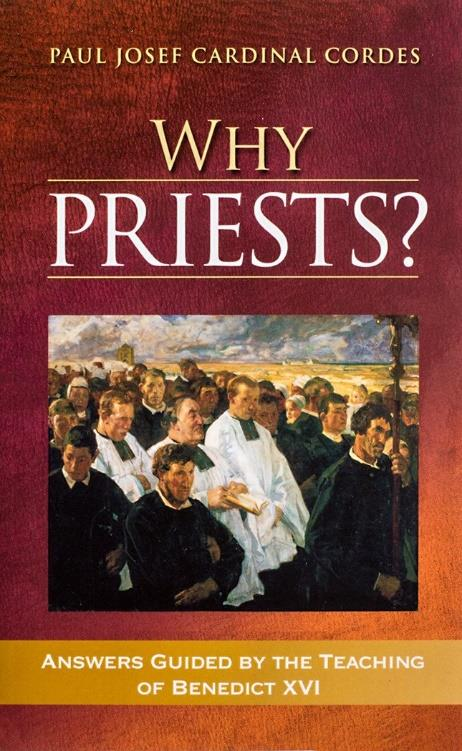 PAUL JOSEF CARDINAL CORDES
WHY
PRIESTS?
ANSWERS GUIDED BY THE TEACHING
OF BENEDICT XVI